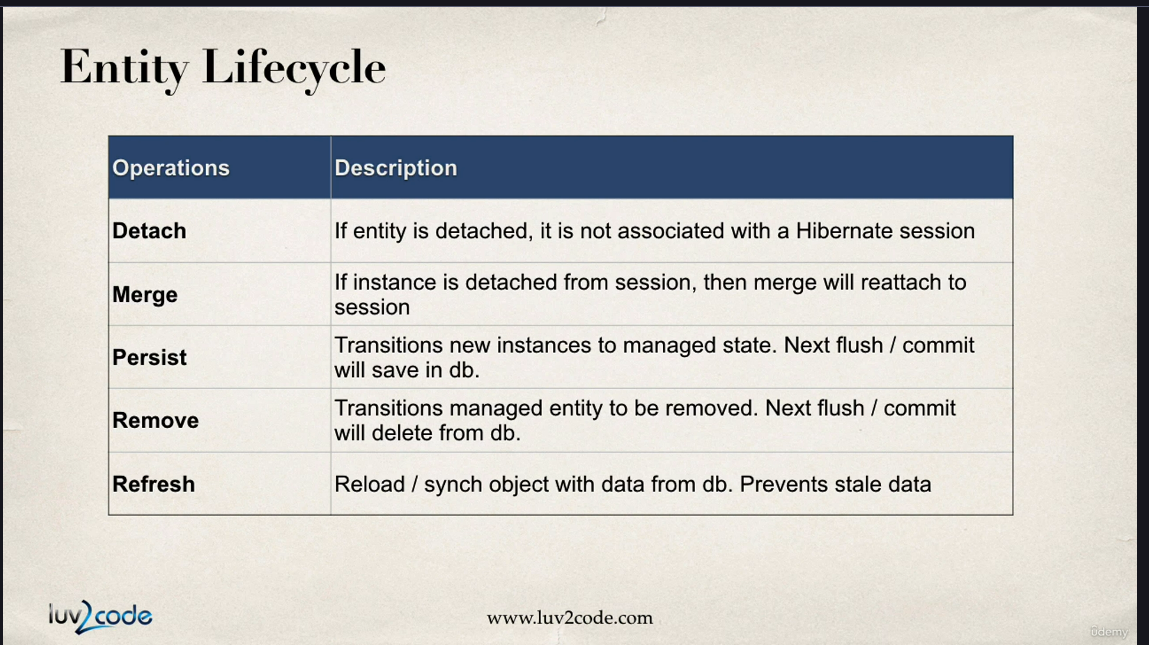 Entity Lifecycle
Operations Description
Detach If entity is detached, it is not associated with a Hibernate session
Merge If instance is detached from session, then merge will reattach to
session
Persist Transitions new instances to managed state. Next flush / commit
will save in db.
Remove Transitions managed entity to be removed. Next flush / commit
will delete from db.
Refresh Reload / synch object with data from db. Prevents stale data
luv2code
www.luv2code.com
ûdemy